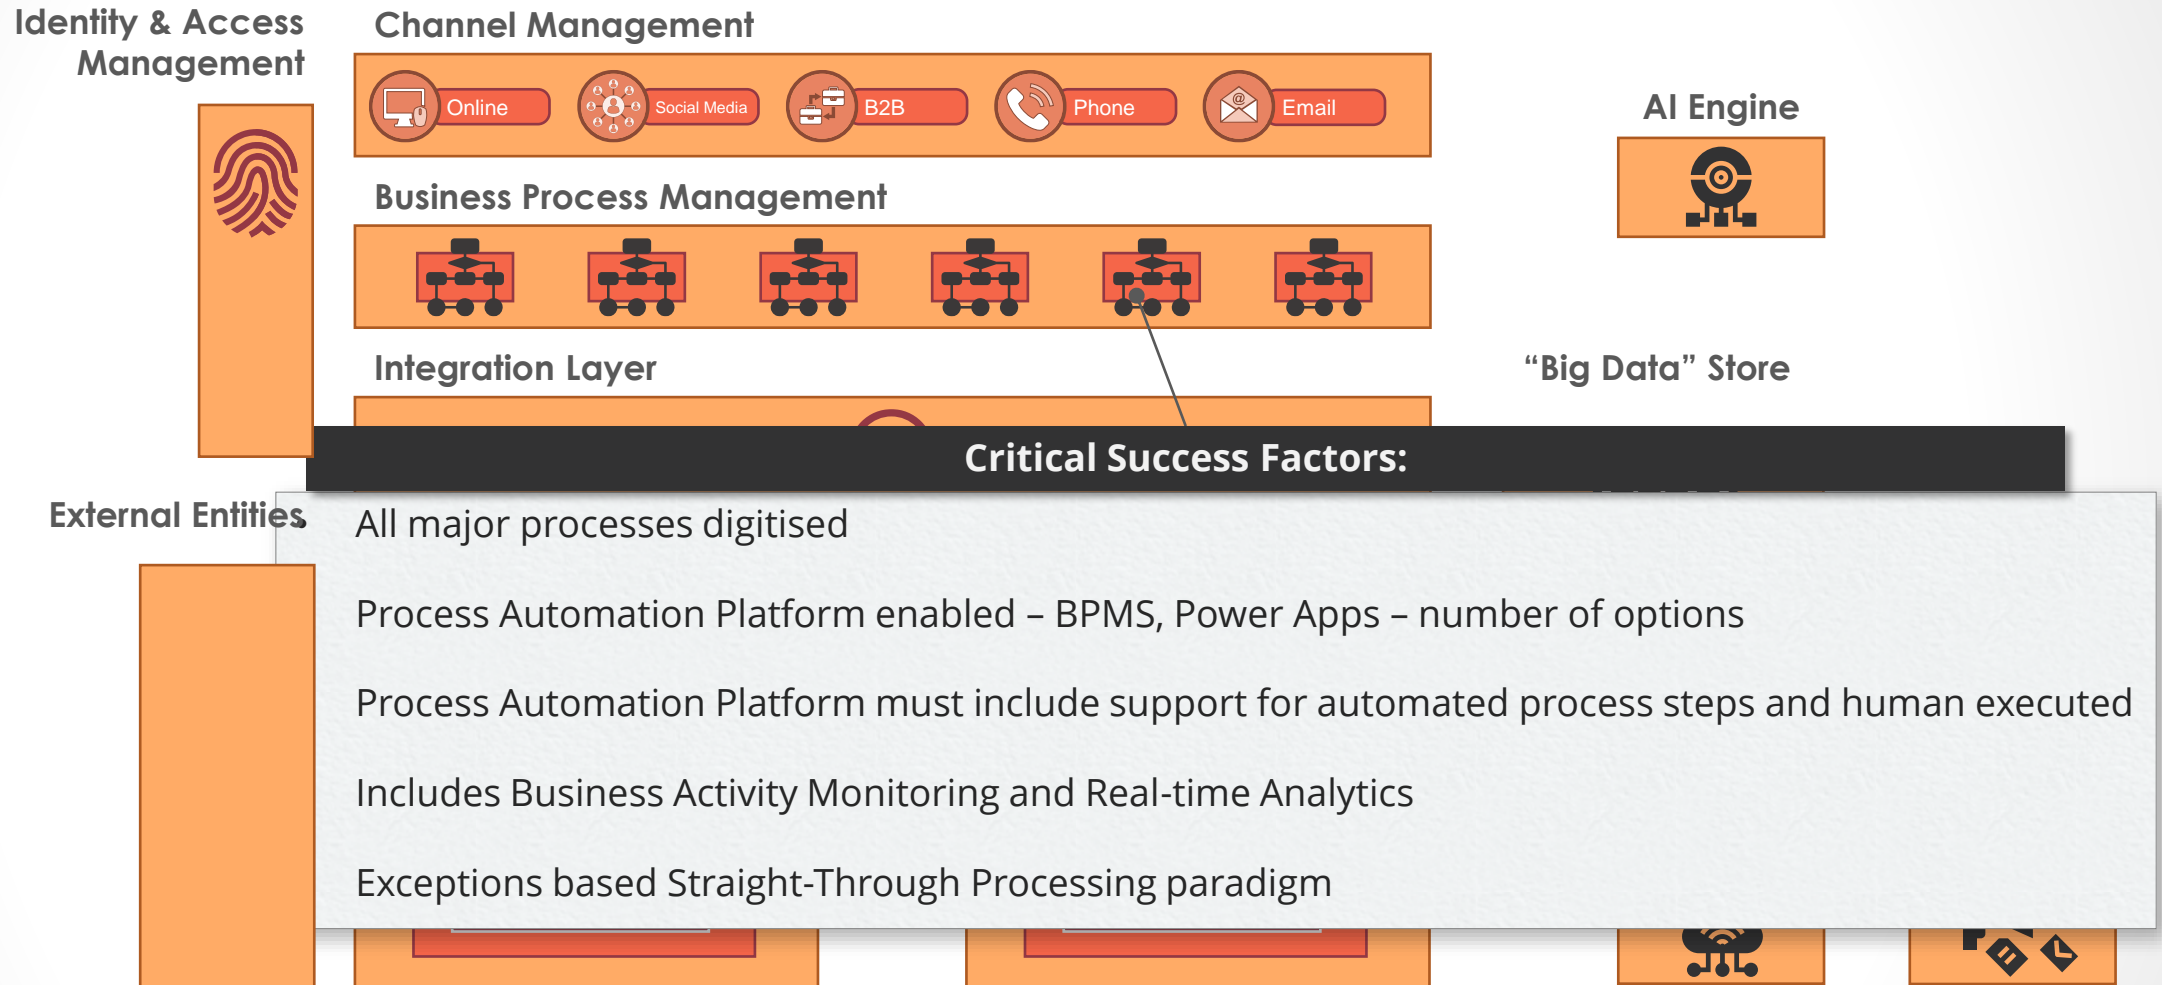 Identity & Access
Management
Channel Management
Online
Social Media
B2B
Phone
Email
AI Engine
Business Process Management
Integration Layer
“Big Data” Store
Critical Success Factors:
External Entities
All major processes digitised
Process Automation Platform enabled – BPMS, Power Apps – number of options
Process Automation Platform must include support for automated process steps and human executed
Includes Business Activity Monitoring and Real-time Analytics
Exceptions based Straight-Through Processing paradigm